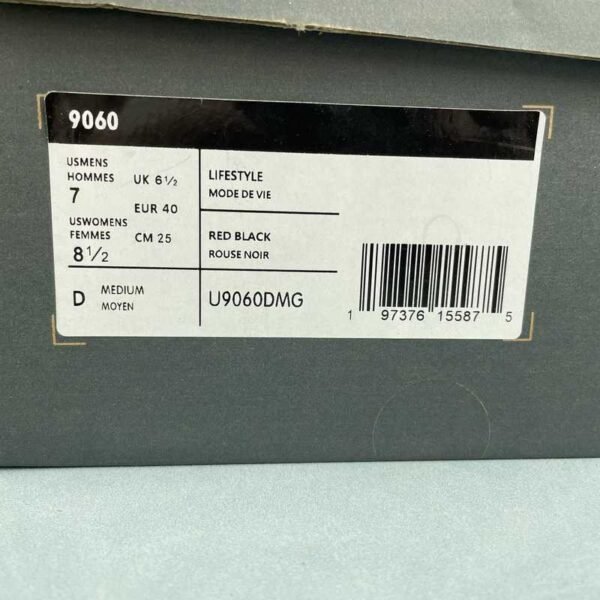 9060
USMENS
HOMMES
7
UK 6½
EUR 40
USWOMENS
FEMMES
8½
CM 25
LIFESTYLE
MODE DE VIE
RED BLACK
ROUSE NOIR
D MEDIUM
MOYEN
U9060DMG
1 97376 15587 5